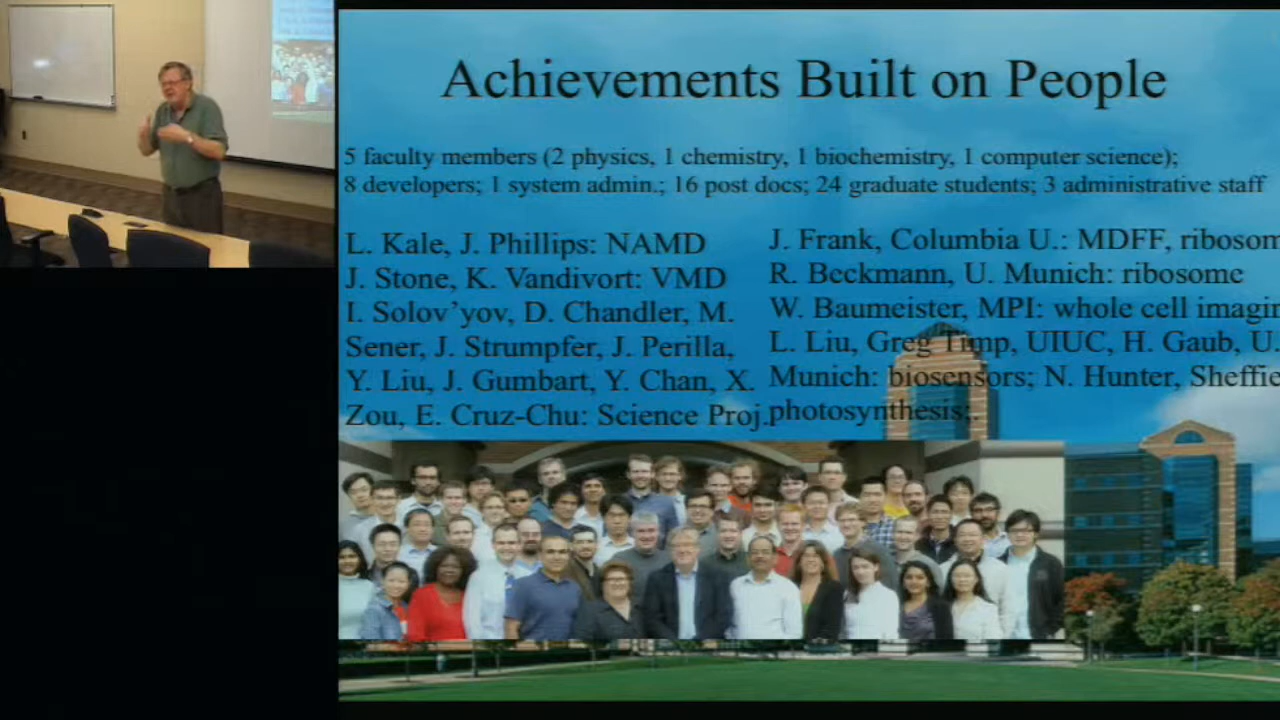 Achievements Built on People
5 faculty members (2 physics, 1 chemistry, 1 biochemistry, 1 computer science);
8 developers; 1 system admin.; 16 post docs; 24 graduate students; 3 administrative staff
L. Kale, J. Phillips: NAMD
J. Stone, K. Vandivort: VMD
I. Solov'yov, D. Chandler, M.
Sener, J. Strumpfer, J. Perilla,
Y. Liu, J. Gumbart, Y. Chan, X.
Zou, E. Cruz-Chu: Science Proj.
J. Frank, Columbia U.: MDFF, ribosom
R. Beckmann, U. Munich: ribosome
W. Baumeister, MPI: whole cell imagin
L. Liu, Greg Timp, UIUC, H. Gaub, U.
Munich: biosensors; N. Hunter, Sheffie
photosynthesis;.